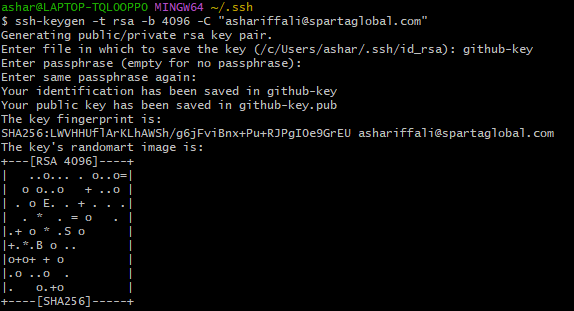 ashar@LAPTOP-TQLOOPPO MINGW64 ~/.ssh
$ ssh-keygen -t rsa -b 4096 -C "ashariffali@spartaglobal.com"
Generating public/private rsa key pair.
Enter file in which to save the key (/c/Users/ashar/.ssh/id_rsa): github-key
Enter passphrase (empty for no passphrase):
Enter same passphrase again:
Your identification has been saved in github-key
Your public key has been saved in github-key.pub
The key fingerprint is:
SHA256:LWVHHUflArKLhAWSh/g6jFviBnx+Pu+RJPgIOe9GrEU ashariffali@spartaglobal.com
The key's randomart image is:
+---[RSA 4096]----+
|   ..o... . o..o=|
|  o o..o   + ..o |
| . o E. . + . . .|
|  . *  . = o   . |
|.+ o * .S o      |
|+.*.B o ..       |
|o+o+ + o         |
|.o ..o  .        |
|.   o.+o         |
+----[SHA256]-----+